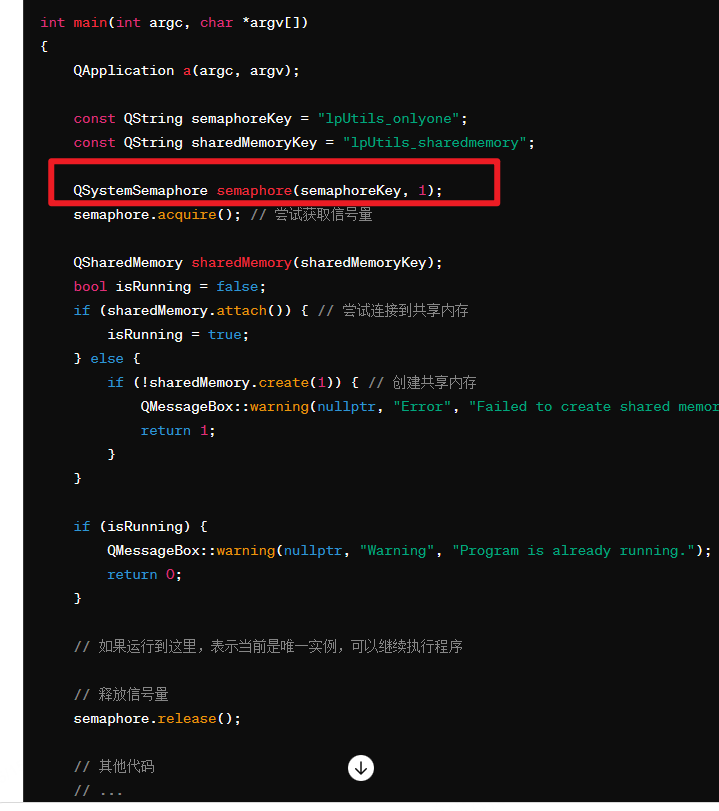 int main(int argc, char *argv[])
{
QApplication a(argc, argv);
const QString semaphoreKey = "lpUtils_onlyone";
const QString sharedMemoryKey = "lpUtils_sharedmemory";
QSystemSemaphore semaphore(semaphoreKey, 1);
semaphore.acquire(); // 尝试获取信号量
QSharedMemory sharedMemory(sharedMemoryKey);
bool isRunning = false;
if (sharedMemory.attach()) { // 尝试连接到共享内存
isRunning = true;
} else {
if (!sharedMemory.create(1)) { // 创建共享内存
QMessageBox::warning(nullptr, "Error", "Failed to create shared memor
return 1;
}
}
if (isRunning) {
QMessageBox::warning(nullptr, "Warning", "Program is already running.");
return 0;
}
// 如果运行到这里，表示当前是唯一实例，可以继续执行程序
// 释放信号量
semaphore.release();
// 其他代码
// ...